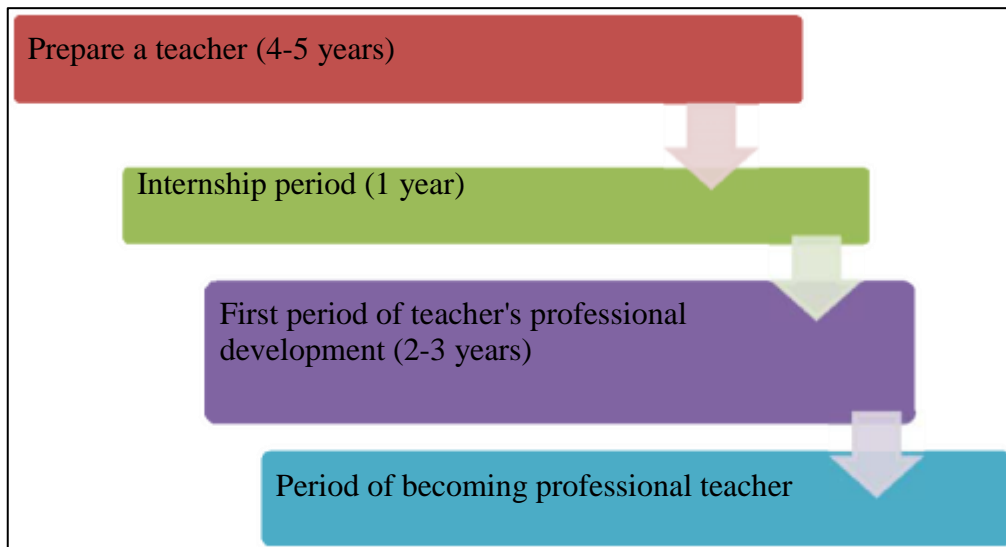 Prepare a teacher (4-5 years)
Internship period (1 year)
First period of teacher's professional
development (2-3 years)
Period of becoming professional teacher